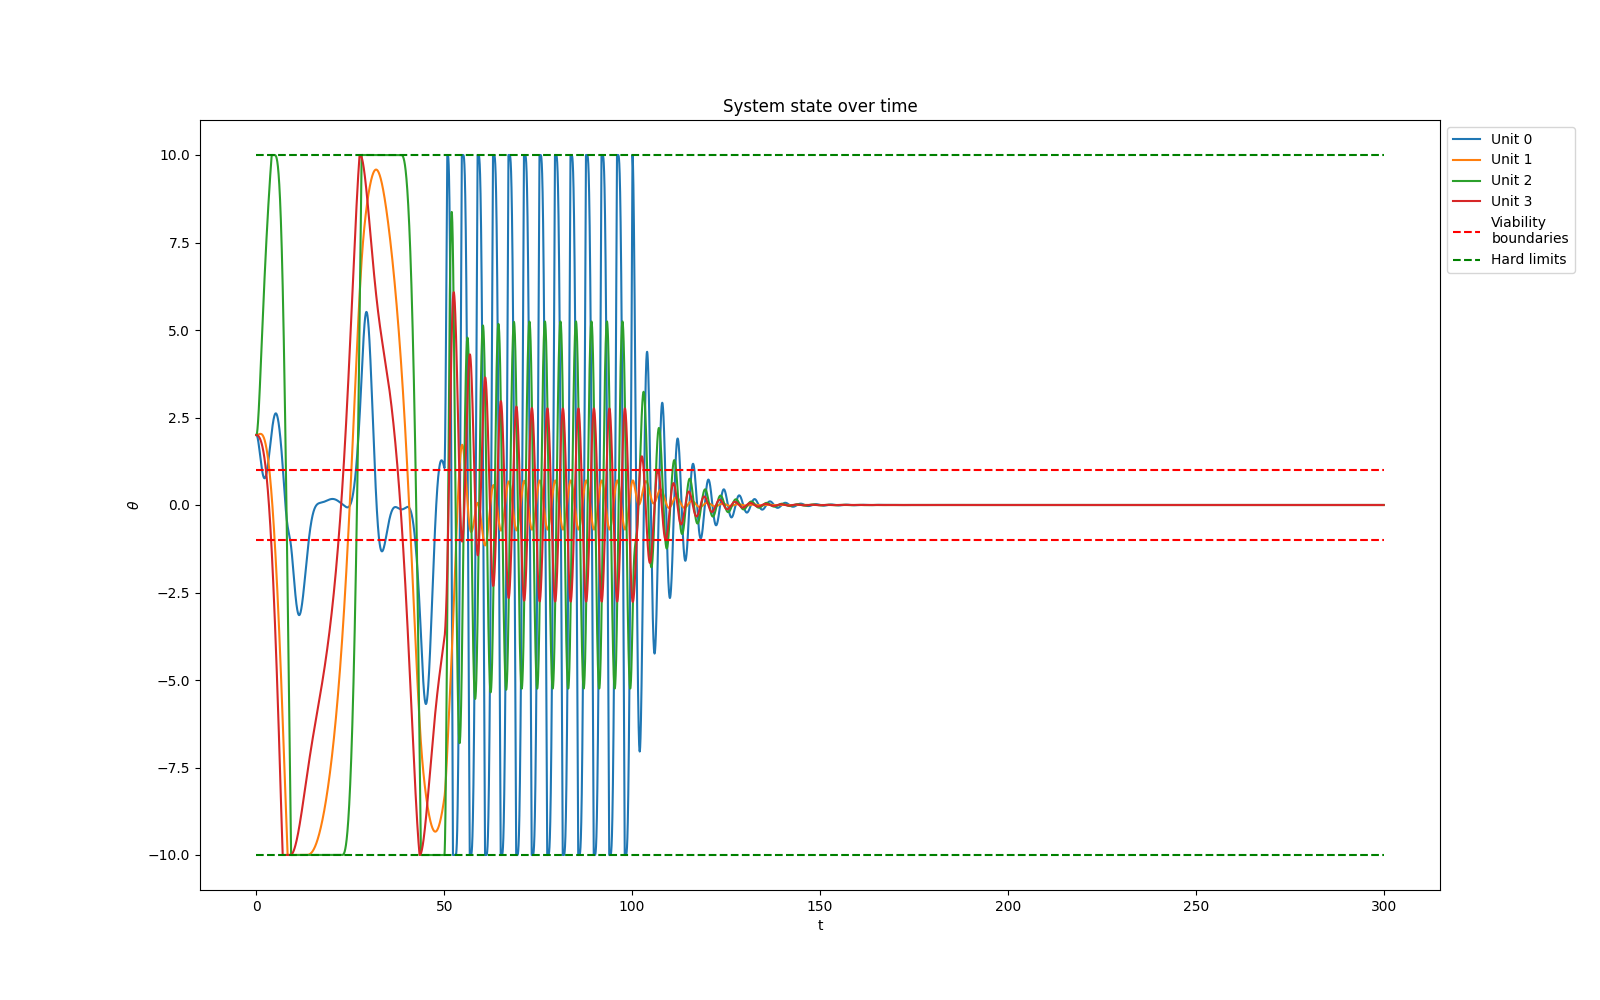 System state over time
10.0
7.5
5.0
2.5
0.0
−2.5
−5.0
−7.5
−10.0
θ
0
50
100
150
200
250
300
t
Unit 0
Unit 1
Unit 2
Unit 3
Viability
boundaries
Hard limits